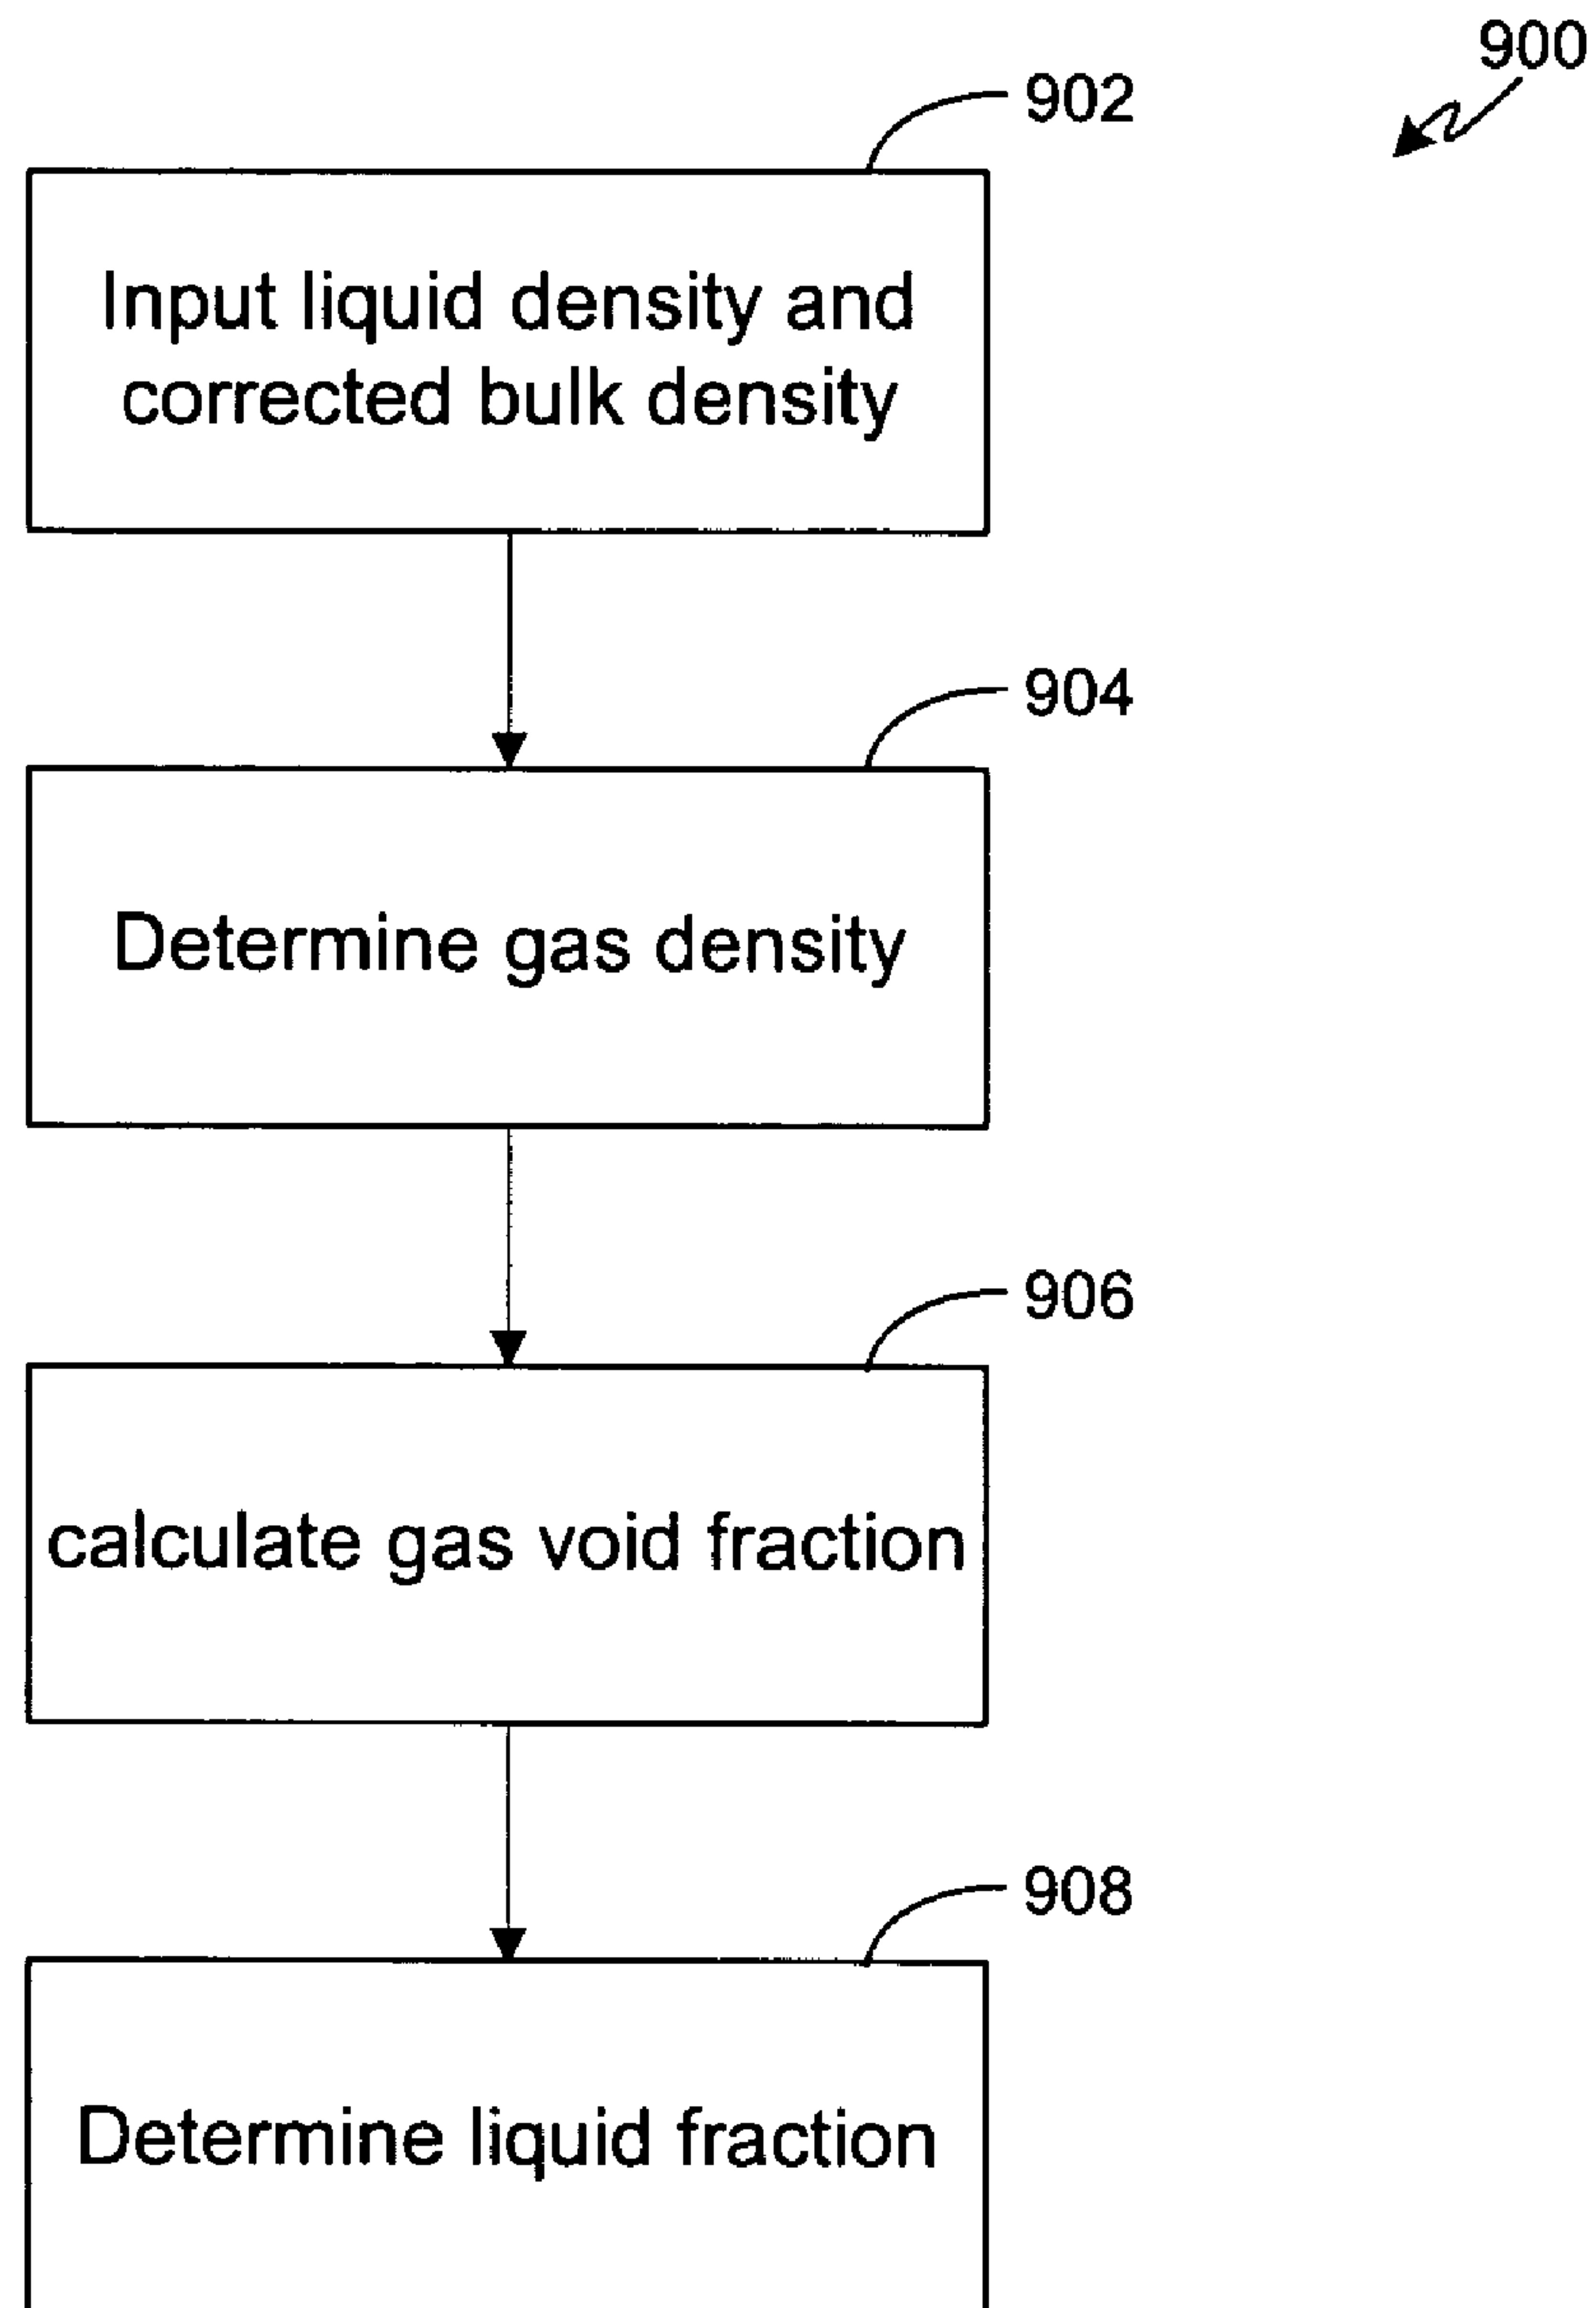 900
902
Input liquid density and
corrected bulk density
904
Determine gas density
906
calculate gas void fraction
908
Determine liquid fraction